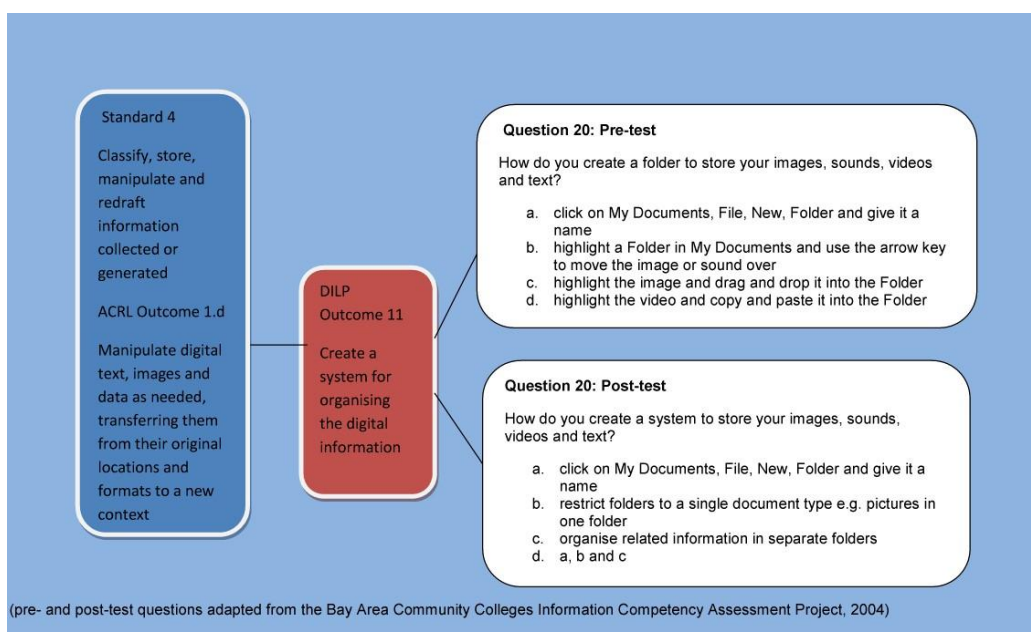 Standard 4
Classify, store,
manipulate and
redraft
information
collected or
generated
ACRL Outcome 1.d
Manipulate digital
text, images and
data as needed,
transferring them
from their original
locations and
formats to a new
context
DILP
Outcome 11
Create a
system for
organising
the digital
information
Question 20: Pre-test
How do you create a folder to store your images, sounds, videos
and text?
a. click on My Documents, File, New, Folder and give it a
name
b. highlight a Folder in My Documents and use the arrow key
to move the image or sound over
c. highlight the image and drag and drop it into the Folder
d. highlight the video and copy and paste it into the Folder
Question 20: Post-test
How do you create a system to store your images, sounds,
videos and text?
a. click on My Documents, File, New, Folder and give it a
name
b. restrict folders to a single document type e.g. pictures in
one folder
c. organise related information in separate folders
d. a, b and c
(pre- and post-test questions adapted from the Bay Area Community Colleges Information Competency Assessment Project, 2004)